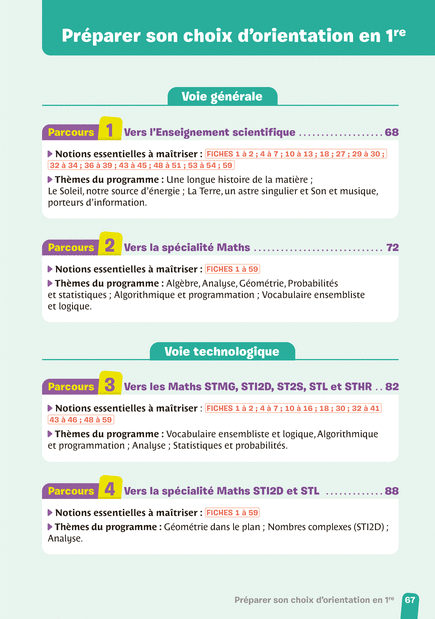 Préparer son choix d'orientation en 1re
Voie générale
Parcours 1 Vers l'Enseignement scientifique .................. 68
Notions essentielles à maîtriser : FICHES 1 à 2 ; 4 à 7 ; 10 à 13 ; 18 ; 27 ; 29 à 30 ;
32 à 34 ; 36 à 39 ; 43 à 45 ; 48 à 51 ; 53 à 54 ; 59
Thèmes du programme : Une longue histoire de la matière ;
Le Soleil, notre source d'énergie ; La Terre, un astre singulier et Son et musique,
porteurs d'information.
Parcours 2 Vers la spécialité Maths ............................ 72
Notions essentielles à maîtriser : FICHES 1 à 59
Thèmes du programme : Algèbre, Analyse, Géométrie, Probabilités
et statistiques ; Algorithmique et programmation ; Vocabulaire ensembliste
et logique.
Voie technologique
Parcours 3 Vers les Maths STMG, STI2D, ST2S, STL et STHR .. 82
Notions essentielles à maîtriser : FICHES 1 à 2 ; 4 à 7 ; 10 à 16 ; 18 ; 30 ; 32 à 41
43 à 46 ; 48 à 59
Thèmes du programme : Vocabulaire ensembliste et logique, Algorithmique
et programmation ; Analyse ; Statistiques et probabilités.
Parcours 4 Vers la spécialité Maths STI2D et STL ............. 88
Notions essentielles à maîtriser : FICHES 1 à 59
Thèmes du programme : Géométrie dans le plan ; Nombres complexes (STI2D) ;
Analyse.
Préparer son choix d'orientation en 1re 67